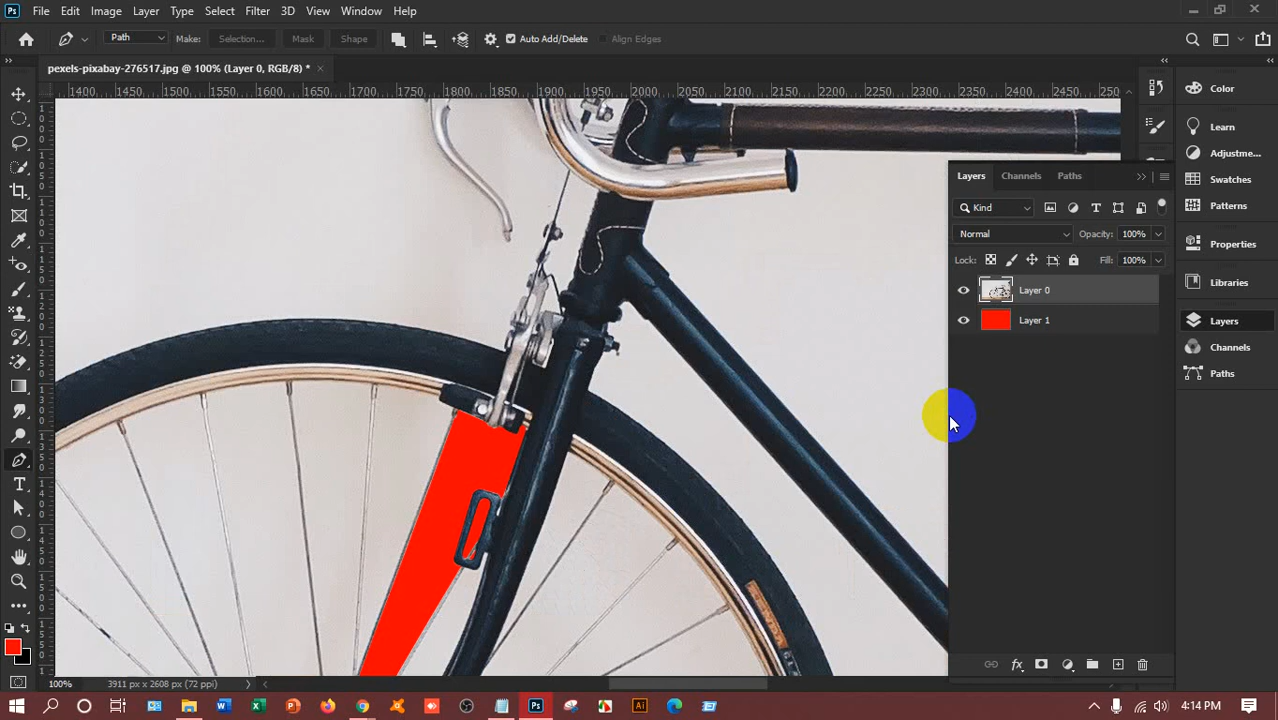 Ps File Edit Image Layer Type Select Filter 3D View Window Help
Path Make: Selection... Mask Shape Auto Add/Delete Align Edges
pexels-pixabay-276517.jpg @ 100% (Layer 0, RGB/8) * ×
1400 1450 1500 1550 1600 1650 1700 1750 1800 1850 1900 1950 2000 2050 2100 2150 2200 2250 2300 2350 2400 2450 2500
Layers Channels Paths
Kind
Normal Opacity: 100%
Lock: Fill: 100%
Layer 0
Layer 1
fx
Color
Learn
Adjustme...
Swatches
Patterns
Properties
Libraries
Layers
Channels
Paths
100% 3911 px x 2608 px (72 ppi)
4:14 PM